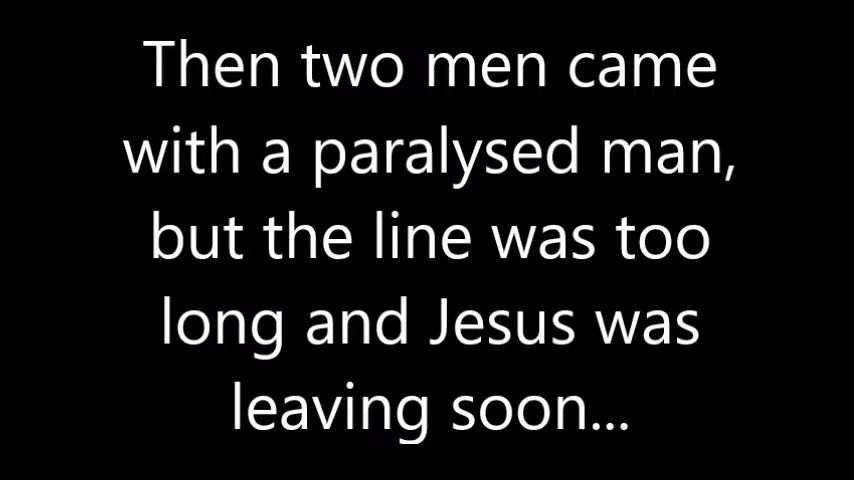 Then two men came
with a paralysed man,
but the line was too
long and Jesus was
leaving soon...